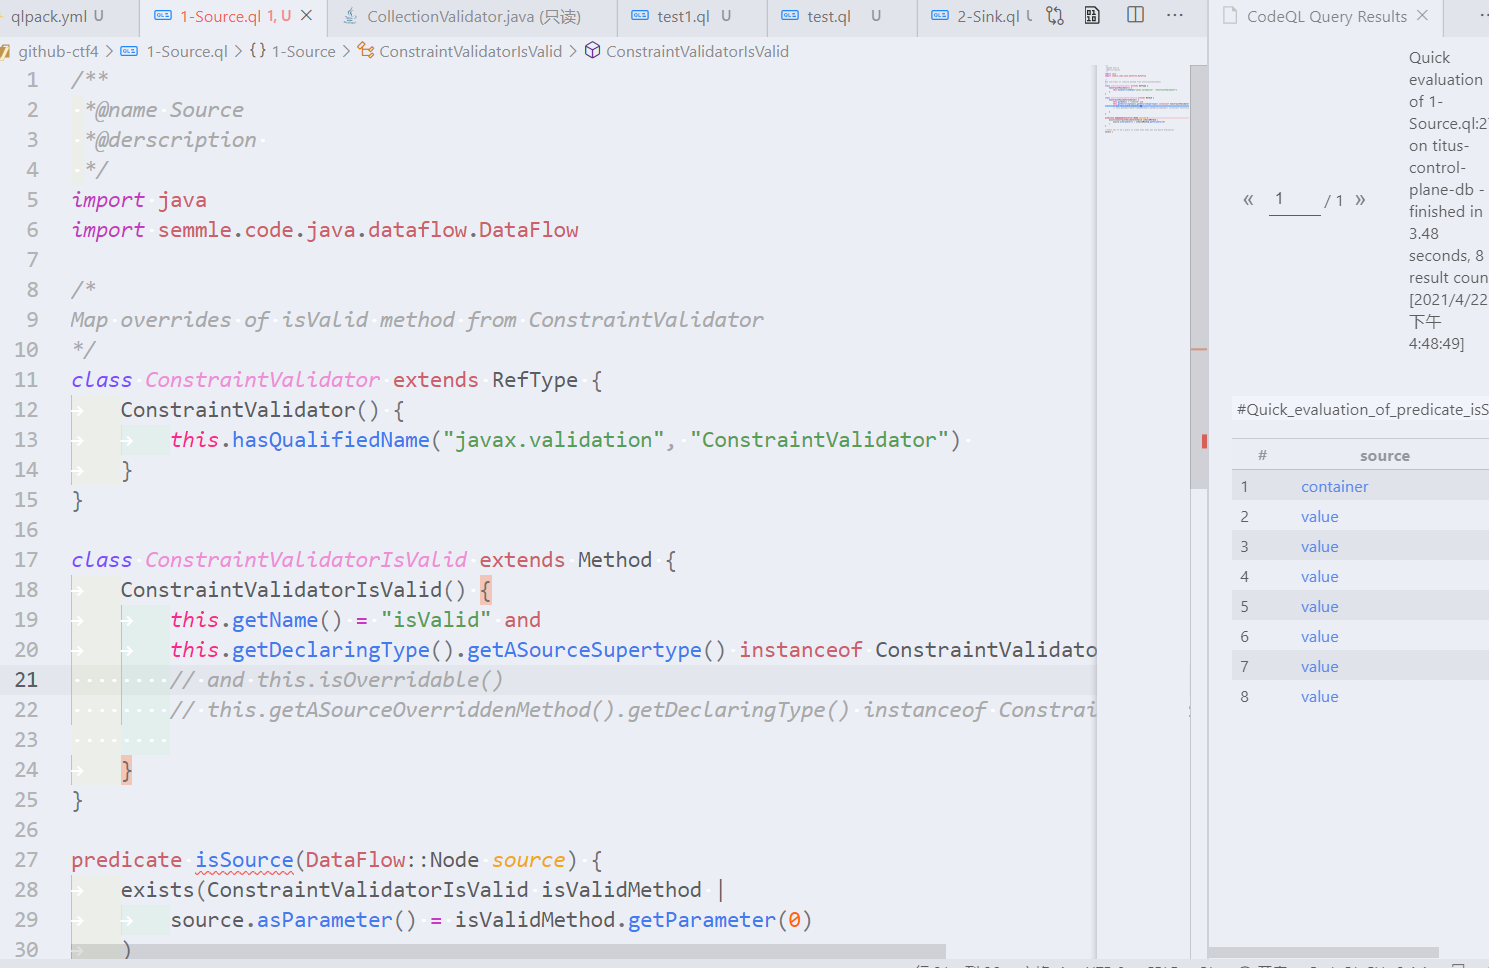 qlpack.yml U
1-Source.ql 1, U
CollectionValidator.java (只读)
test1.ql U
test.ql U
2-Sink.ql
CodeQL Query Results
github-ctf4 > 1-Source.ql > {} 1-Source > ConstraintValidatorIsValid > ConstraintValidatorIsValid
1 /**
2 *@name Source
3 *@derscription
4 */
5 import java
6 import semmle.code.java.dataflow.DataFlow
7
8 /*
9 Map overrides of isValid method from ConstraintValidator
10 */
11 class ConstraintValidator extends RefType {
12 ConstraintValidator() {
13 this.hasQualifiedName("javax.validation", "ConstraintValidator")
14 }
15 }
16
17 class ConstraintValidatorIsValid extends Method {
18 ConstraintValidatorIsValid() {
19 this.getName() = "isValid" and
20 this.getDeclaringType().getASourceSupertype() instanceof ConstraintValidato
21 // and this.isOverridable()
22 // this.getASourceOverriddenMethod().getDeclaringType() instanceof Constrai
23
24 }
25 }
26
27 predicate isSource(DataFlow::Node source) {
28 exists(ConstraintValidatorIsValid isValidMethod |
29 source.asParameter() = isValidMethod.getParameter(0)
30 )
« 1 / 1 »
Quick
evaluation
of 1-
Source.ql:27
on titus-
control-
plane-db -
finished in
3.48
seconds, 8
result coun
[2021/4/22
下午
4:48:49]
#Quick_evaluation_of_predicate_isS
# source
1 container
2 value
3 value
4 value
5 value
6 value
7 value
8 value